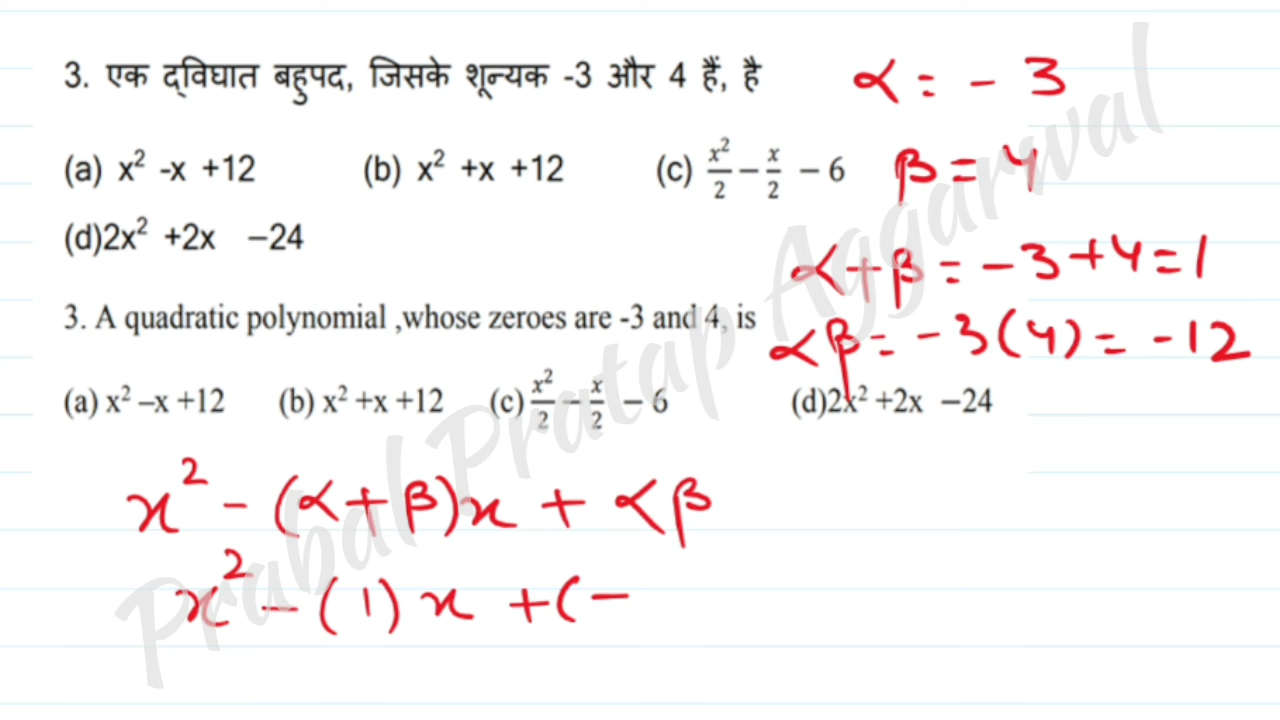 3. एक द्विघात बहुपद, जिसके शून्यक -3 और 4 हैं, है
(a) x² -x +12 (b) x² +x +12 (c) x²/2 – x/2 – 6
(d)2x² +2x –24
3. A quadratic polynomial ,whose zeroes are -3 and 4, is
(a) x² –x +12 (b) x² +x +12 (c) x²/2 – x/2 – 6 (d)2x² +2x –24
α = - 3
β = 4
α+β = -3+4=1
αβ = -3(4) = -12
x² - (α+β)x + αβ
x² - (1)x +(-
Prabal Pratap Aggarwal